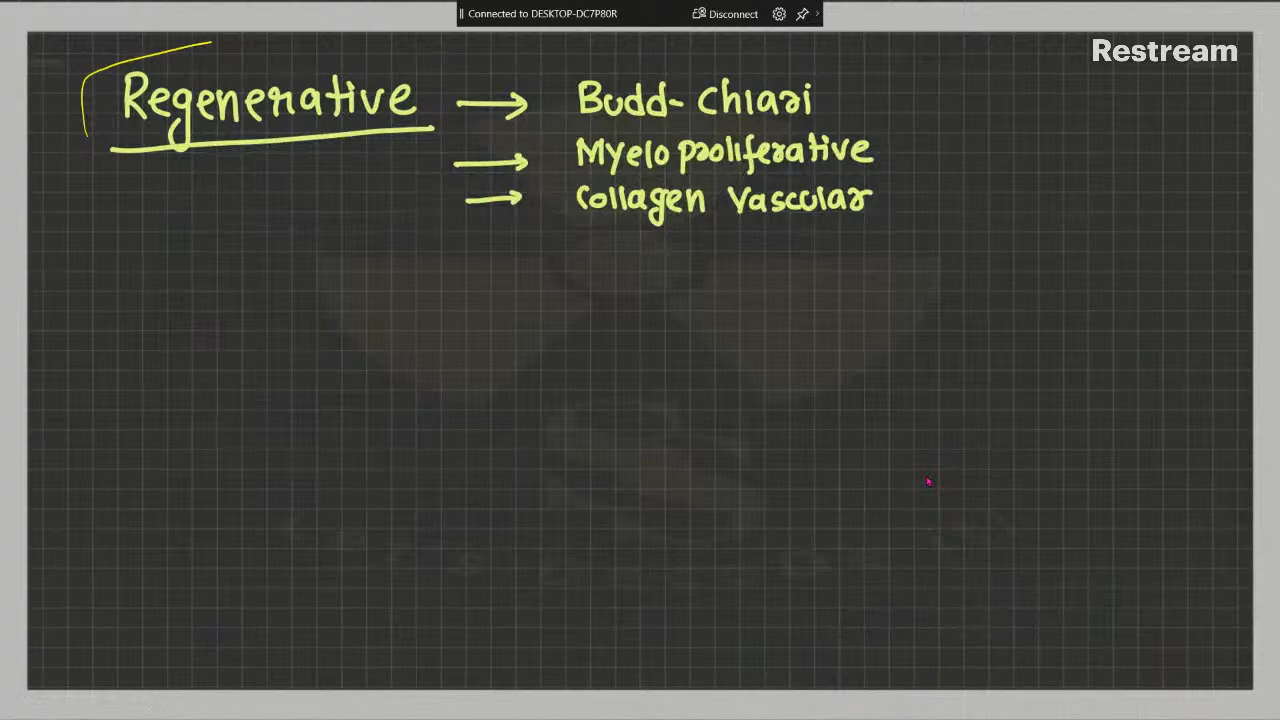 Connected to DESKTOP-DC7P80R Disconnect
Restream
Regenerative → Budd- Chiari
→ Myelo proliferative
→ Collagen Vascular